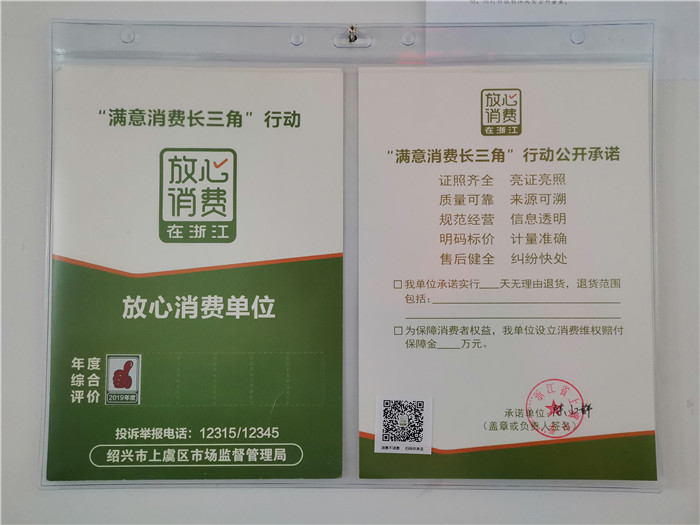 “满意消费长三角”行动
放心
消费
在浙江
放心消费单位
年度
综合
评价
2019年度
投诉举报电话：12315/12345
绍兴市上虞区市场监督管理局
放心
消费
在浙江
“满意消费长三角”行动公开承诺
证照齐全 亮证亮照
质量可靠 来源可溯
规范经营 信息透明
明码标价 计量准确
售后健全 纠纷快处
□我单位承诺实行___天无理由退货，退货范围
包括：
□为保障消费者权益，我单位设立消费维权赔付
保障金____万元。
承诺单位：
（盖章或负责人签名）
浙江省上